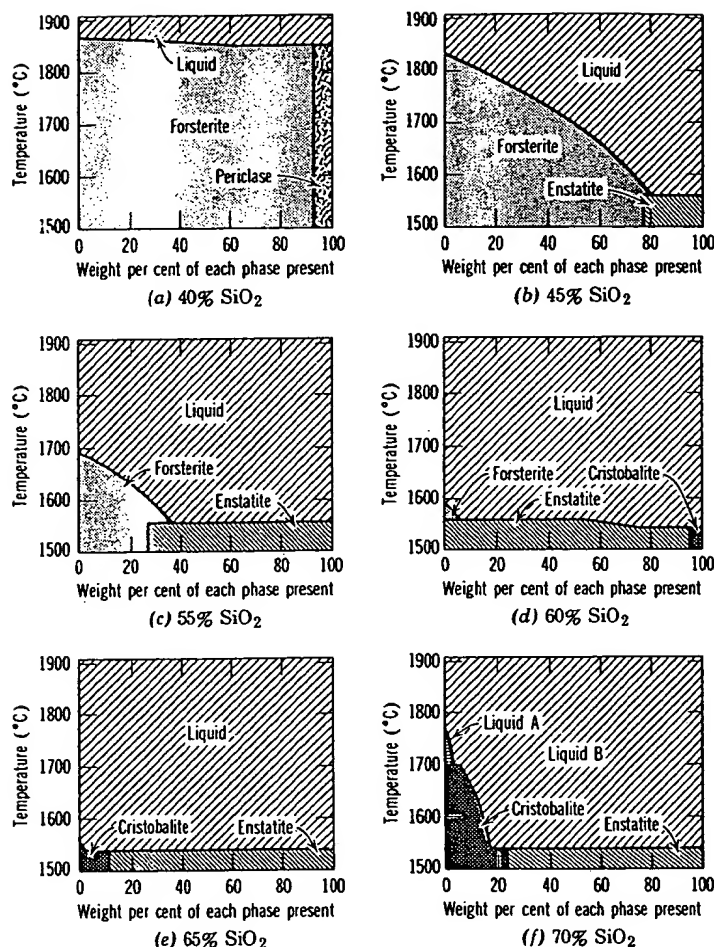 1900
1800
1700
1600
1500
Temperature (°C)
Liquid
Forsterite
Periclase
0 20 40 60 80 100
Weight per cent of each phase present
(a) 40% SiO₂
1900
1800
1700
1600
1500
Temperature (°C)
Liquid
Forsterite
Enstatite
0 20 40 60 80 100
Weight per cent of each phase present
(b) 45% SiO₂
1900
1800
1700
1600
1500
Temperature (°C)
Liquid
Forsterite
Enstatite
0 20 40 60 80 100
Weight per cent of each phase present
(c) 55% SiO₂
1900
1800
1700
1600
1500
Temperature (°C)
Liquid
Forsterite Cristobalite
Enstatite
0 20 40 60 80 100
Weight per cent of each phase present
(d) 60% SiO₂
1900
1800
1700
1600
1500
Temperature (°C)
Liquid
Cristobalite Enstatite
0 20 40 60 80 100
Weight per cent of each phase present
(e) 65% SiO₂
1900
1800
1700
1600
1500
Temperature (°C)
Liquid A
Liquid B
Cristobalite
Enstatite
0 20 40 60 80 100
Weight per cent of each phase present
(f) 70% SiO₂